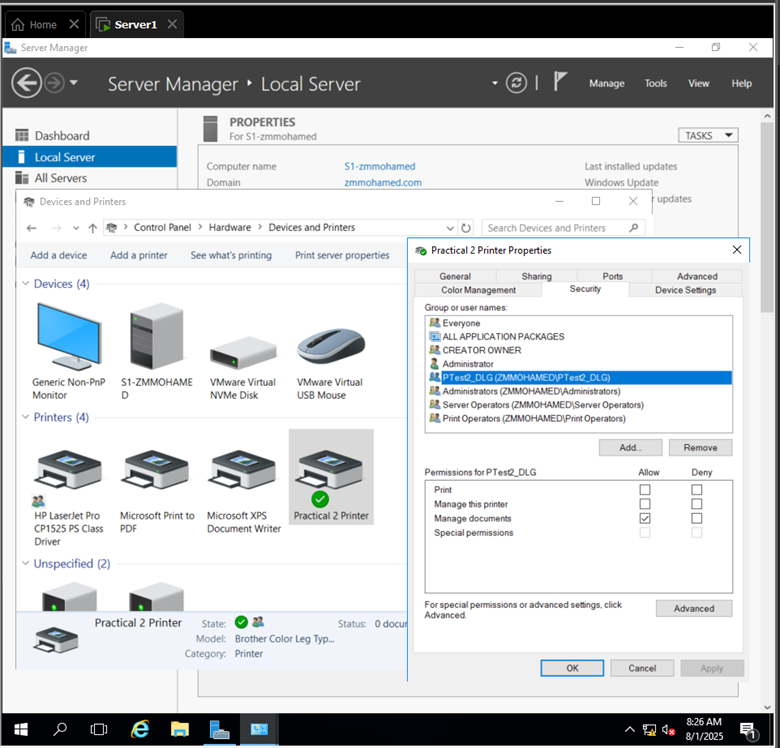 Home
Server1
Server Manager
Server Manager
Local Server
Manage
Tools
View
Help
Dashboard
Local Server
All Servers
PROPERTIES
For S1-zmmohamed
TASKS
Computer name
S1-zmmohamed
Last installed updates
Domain
zmmohamed.com
Windows Update
r updates
Devices and Printers
Control Panel
Hardware
Devices and Printers
Search Devices and Printers
Add a device
Add a printer
See what's printing
Print server properties
Devices (4)
Generic Non-PnP
Monitor
S1-ZMMOHAME
D
VMware Virtual
NVMe Disk
VMware Virtual
USB Mouse
Printers (4)
HP LaserJet Pro
CP1525 PS Class
Driver
Microsoft Print to
PDF
Microsoft XPS
Document Writer
Practical 2 Printer
Unspecified (2)
Practical 2 Printer
State:
Status:
0 docur
Model:
Brother Color Leg Typ...
Category:
Printer
Practical 2 Printer Properties
General
Sharing
Ports
Advanced
Color Management
Security
Device Settings
Group or user names:
Everyone
ALL APPLICATION PACKAGES
CREATOR OWNER
Administrator
PTest2_DLG (ZMMOHAMED\PTest2_DLG)
Administrators (ZMMOHAMED\Administrators)
Server Operators (ZMMOHAMED\Server Operators)
Print Operators (ZMMOHAMED\Print Operators)
Add...
Remove
Permissions for PTest2_DLG
Allow
Deny
Print
Manage this printer
Manage documents
Special permissions
For special permissions or advanced settings, click
Advanced.
Advanced
OK
Cancel
Apply
8:26 AM
8/1/2025
1